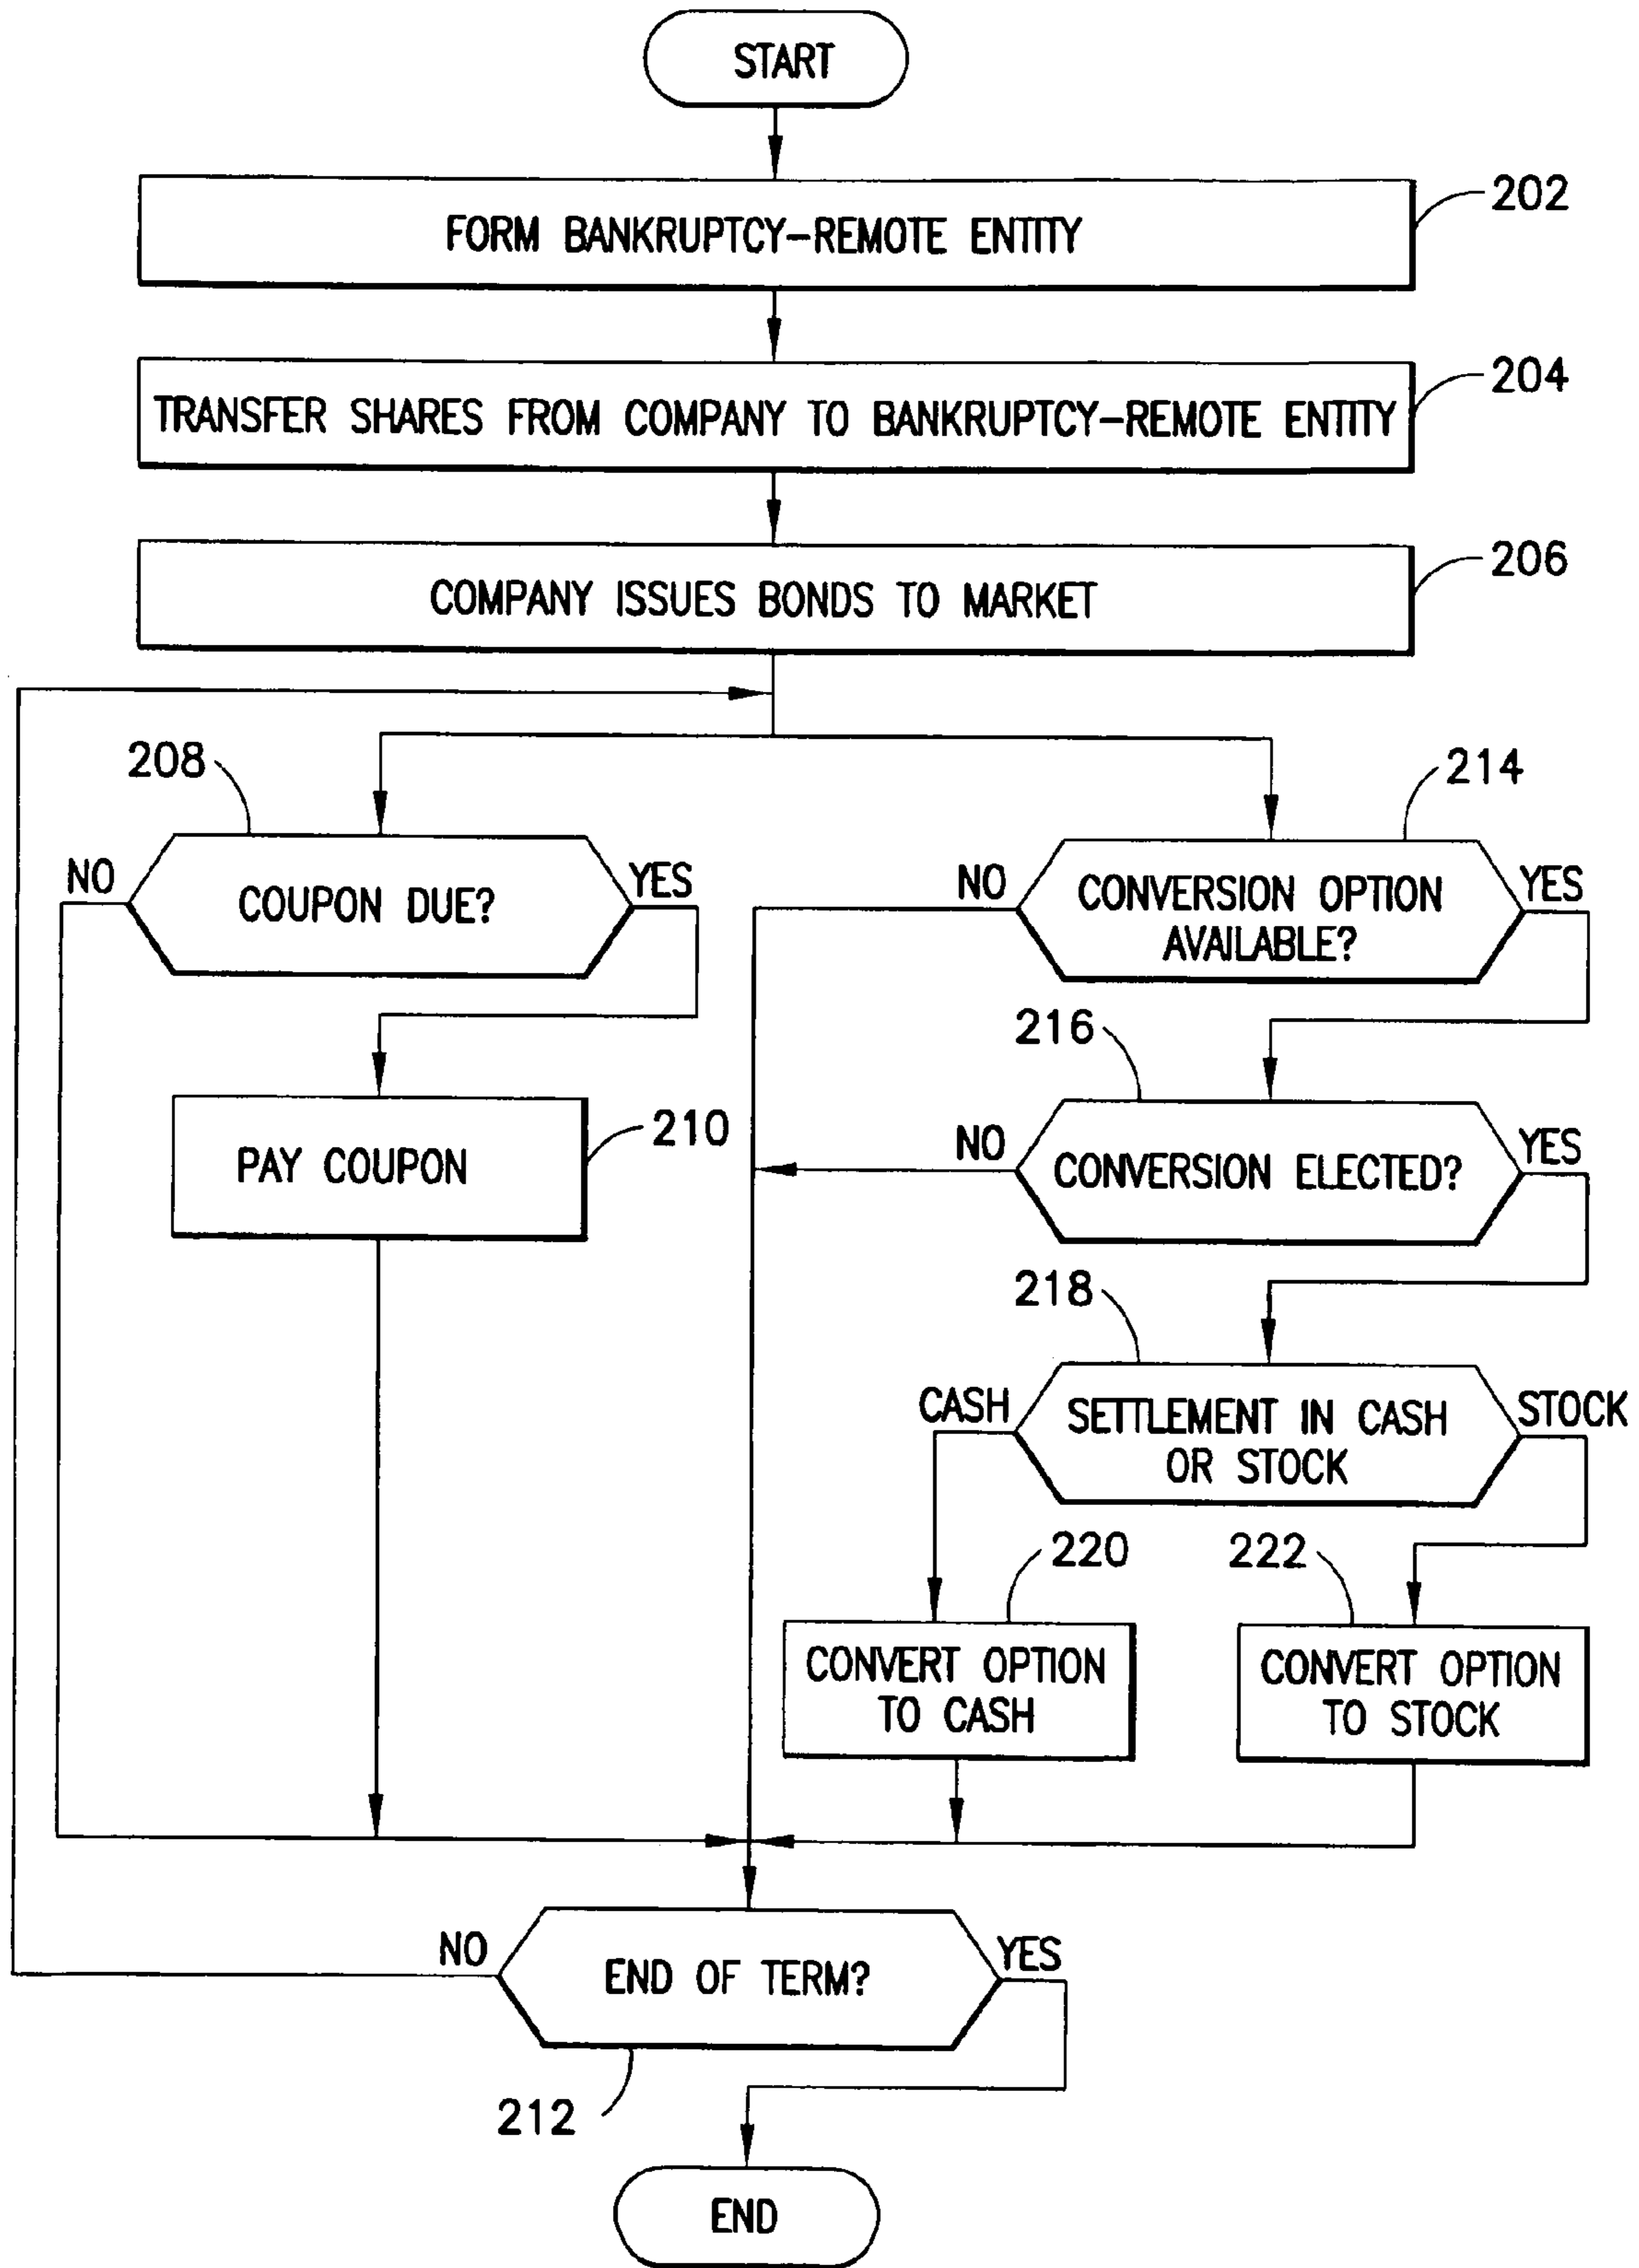 START
FORM BANKRUPTCY-REMOTE ENTITY
202
TRANSFER SHARES FROM COMPANY TO BANKRUPTCY-REMOTE ENTITY
204
COMPANY ISSUES BONDS TO MARKET
206
208
214
NO
COUPON DUE?
YES
NO
CONVERSION OPTION
AVAILABLE?
YES
216
PAY COUPON
210
NO
CONVERSION ELECTED?
YES
218
CASH
SETTLEMENT IN CASH
OR STOCK
STOCK
220
222
CONVERT OPTION
TO CASH
CONVERT OPTION
TO STOCK
NO
END OF TERM?
YES
212
END